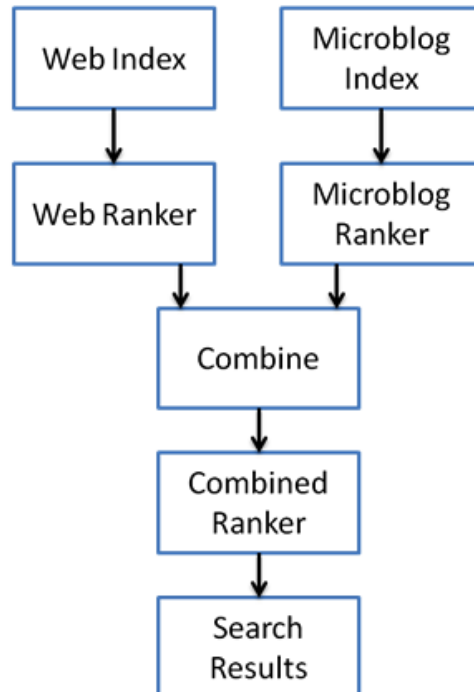 Web Index
Microblog
Index
Web Ranker
Microblog
Ranker
Combine
Combined
Ranker
Search
Results